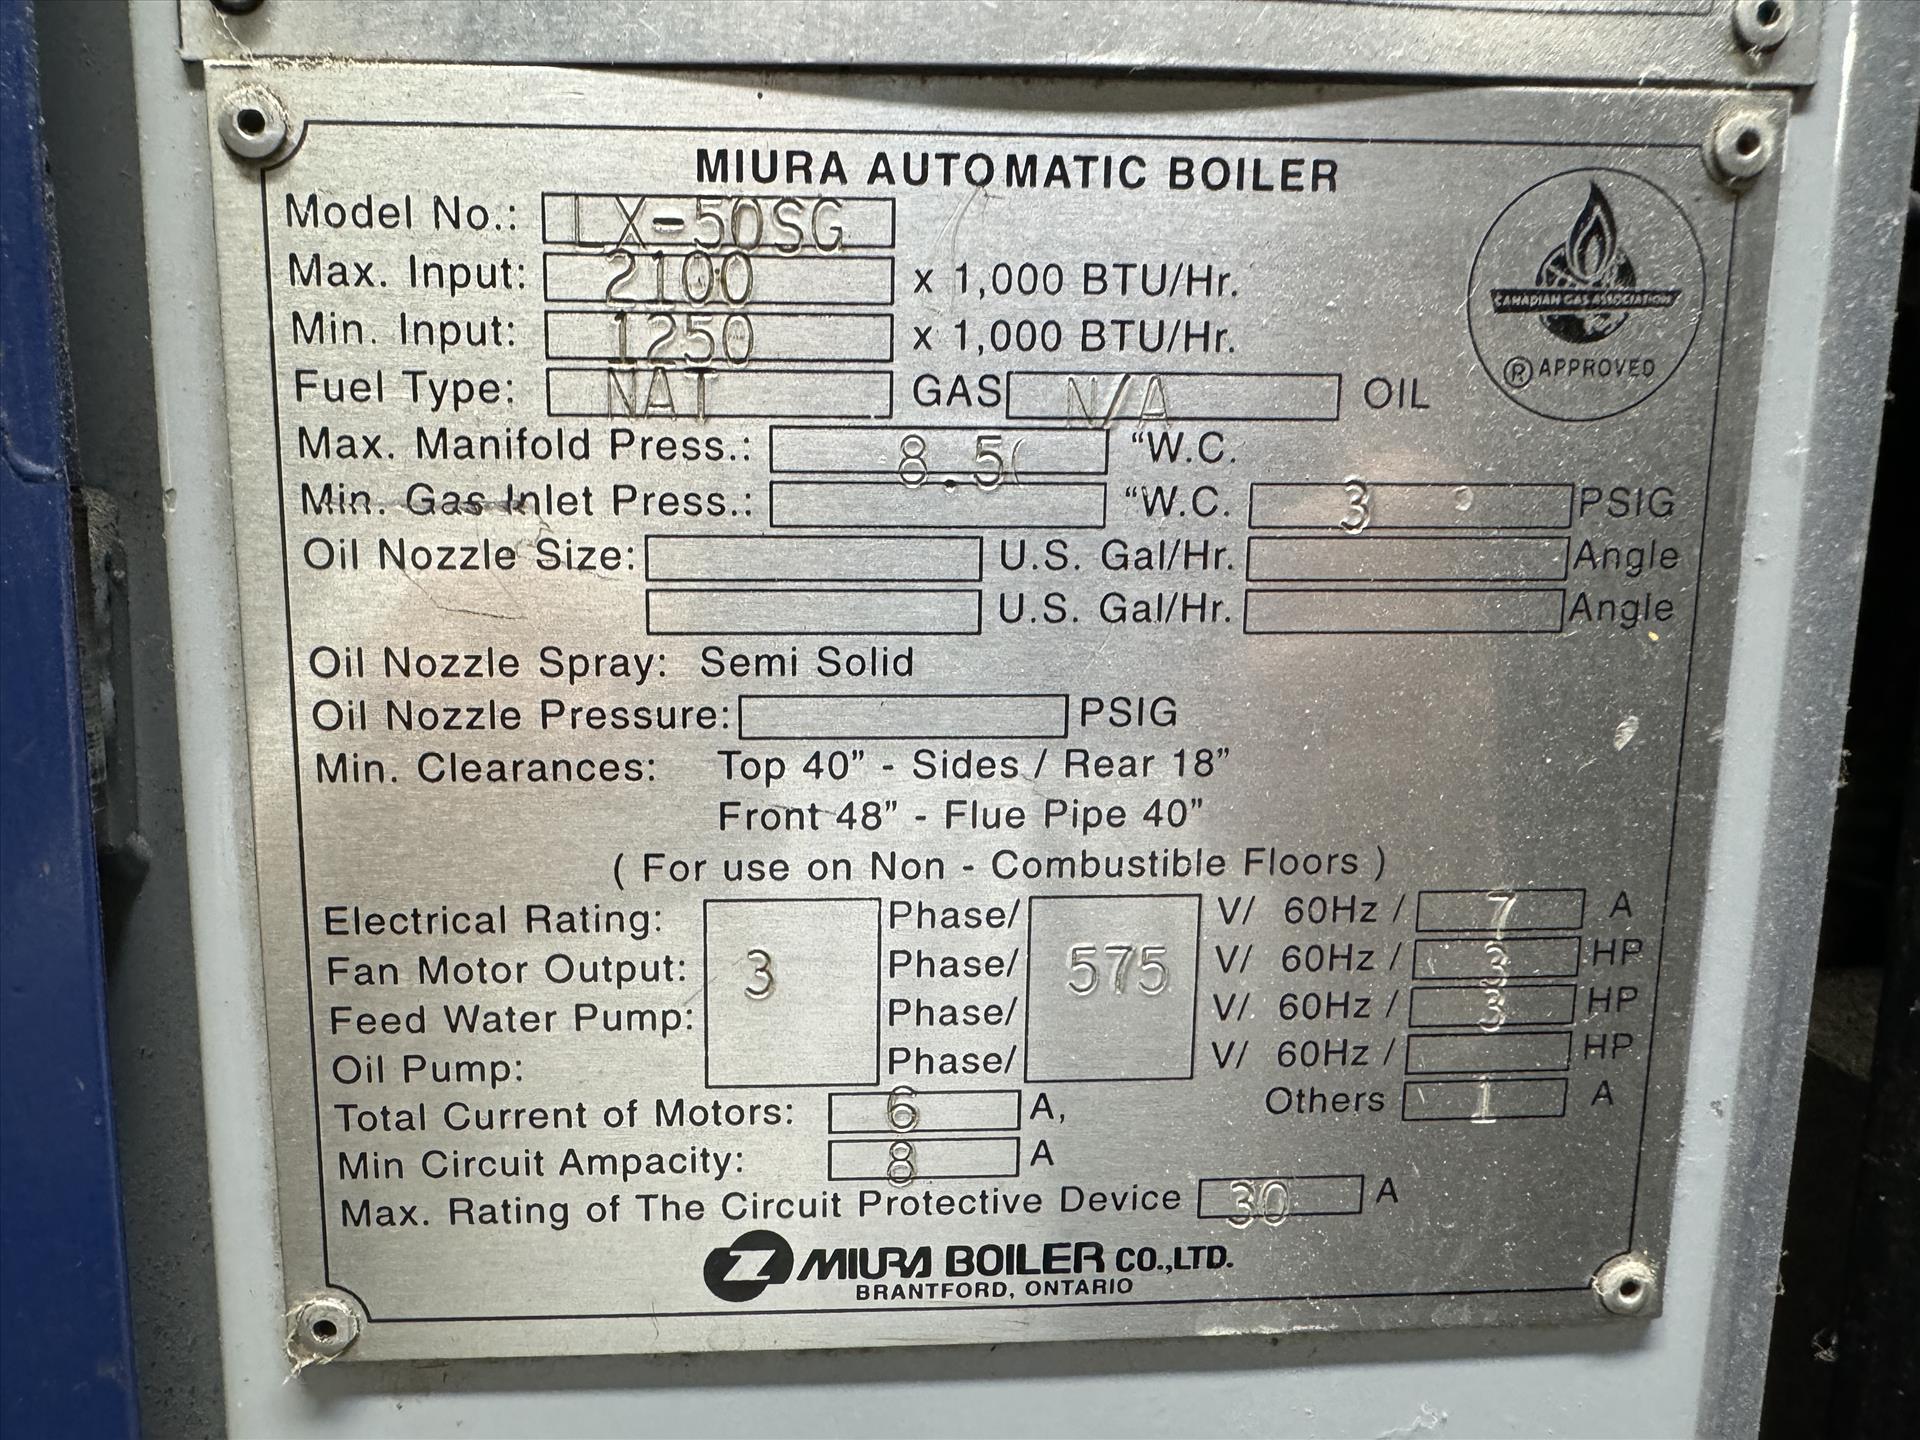 MIURA AUTOMATIC BOILER
Model No.: LX-50SG
Max. Input: 2100 x 1,000 BTU/Hr.
Min. Input: 1250 x 1,000 BTU/Hr.
Fuel Type: NAT GAS N/A OIL
CANADIAN GAS ASSOCIATION
® APPROVED
Max. Manifold Press.: 8.5 “W.C.
Min. Gas Inlet Press.: “W.C. 3 PSIG
Oil Nozzle Size: U.S. Gal/Hr. Angle
U.S. Gal/Hr. Angle
Oil Nozzle Spray: Semi Solid
Oil Nozzle Pressure: PSIG
Min. Clearances: Top 40” - Sides / Rear 18”
Front 48” - Flue Pipe 40”
( For use on Non - Combustible Floors )
Electrical Rating: Phase/ V/ 60Hz / 7 A
Fan Motor Output: 3 Phase/ 575 V/ 60Hz / 3 HP
Feed Water Pump: Phase/ V/. 60Hz / 3 HP
Oil Pump: Phase/ V/ 60Hz / HP
Total Current of Motors: 6 A, Others 1 A
Min Circuit Ampacity: 8 A
Max. Rating of The Circuit Protective Device 30 A
MIURA BOILER CO.,LTD.
BRANTFORD, ONTARIO